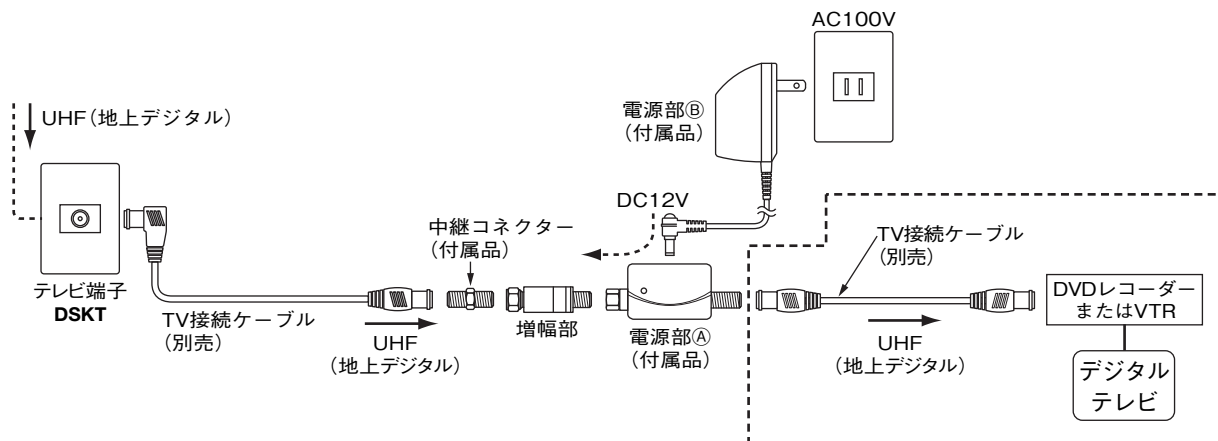 AC100V
電源部Ⓑ
(付属品)
UHF(地上デジタル)
DC12V
中継コネクター
(付属品)
TV接続ケーブル
(別売)
テレビ端子
DSKT
TV接続ケーブル
(別売)
UHF
(地上デジタル)
増幅部
電源部Ⓐ
(付属品)
UHF
(地上デジタル)
DVDレコーダー
またはVTR
デジタル
テレビ